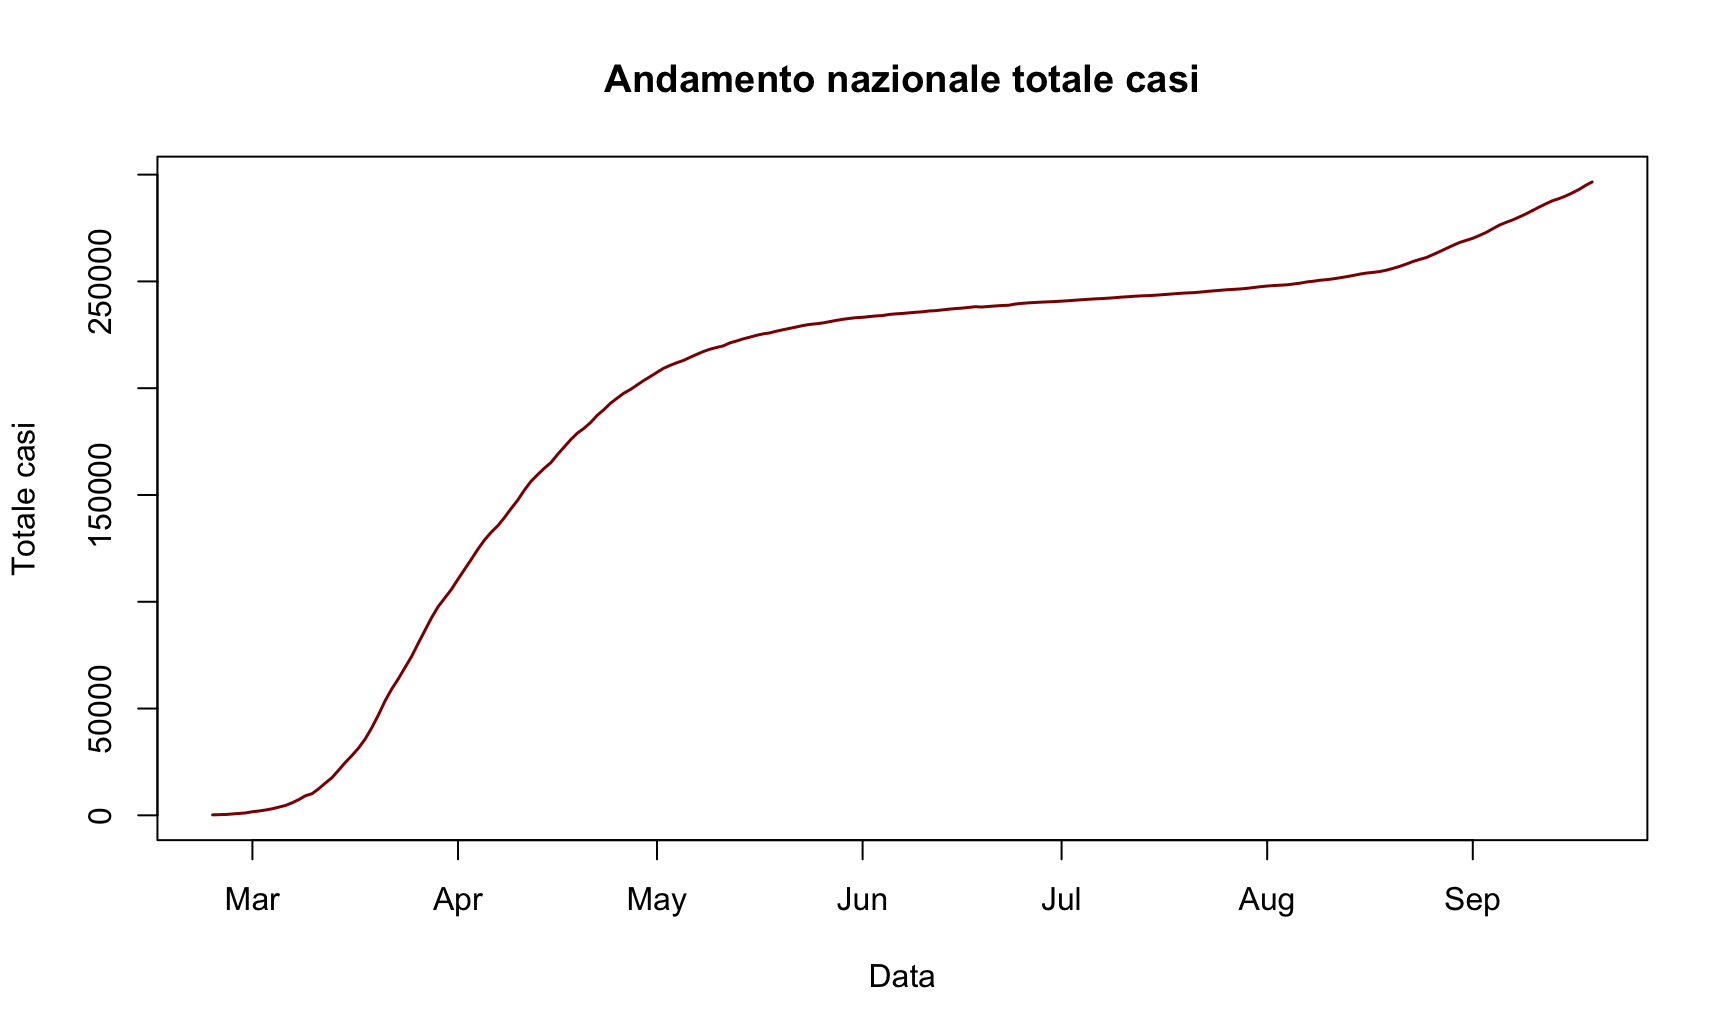 Andamento nazionale totale casi
Totale casi
250000
150000
50000
0
Mar Apr May Jun Jul Aug Sep
Data